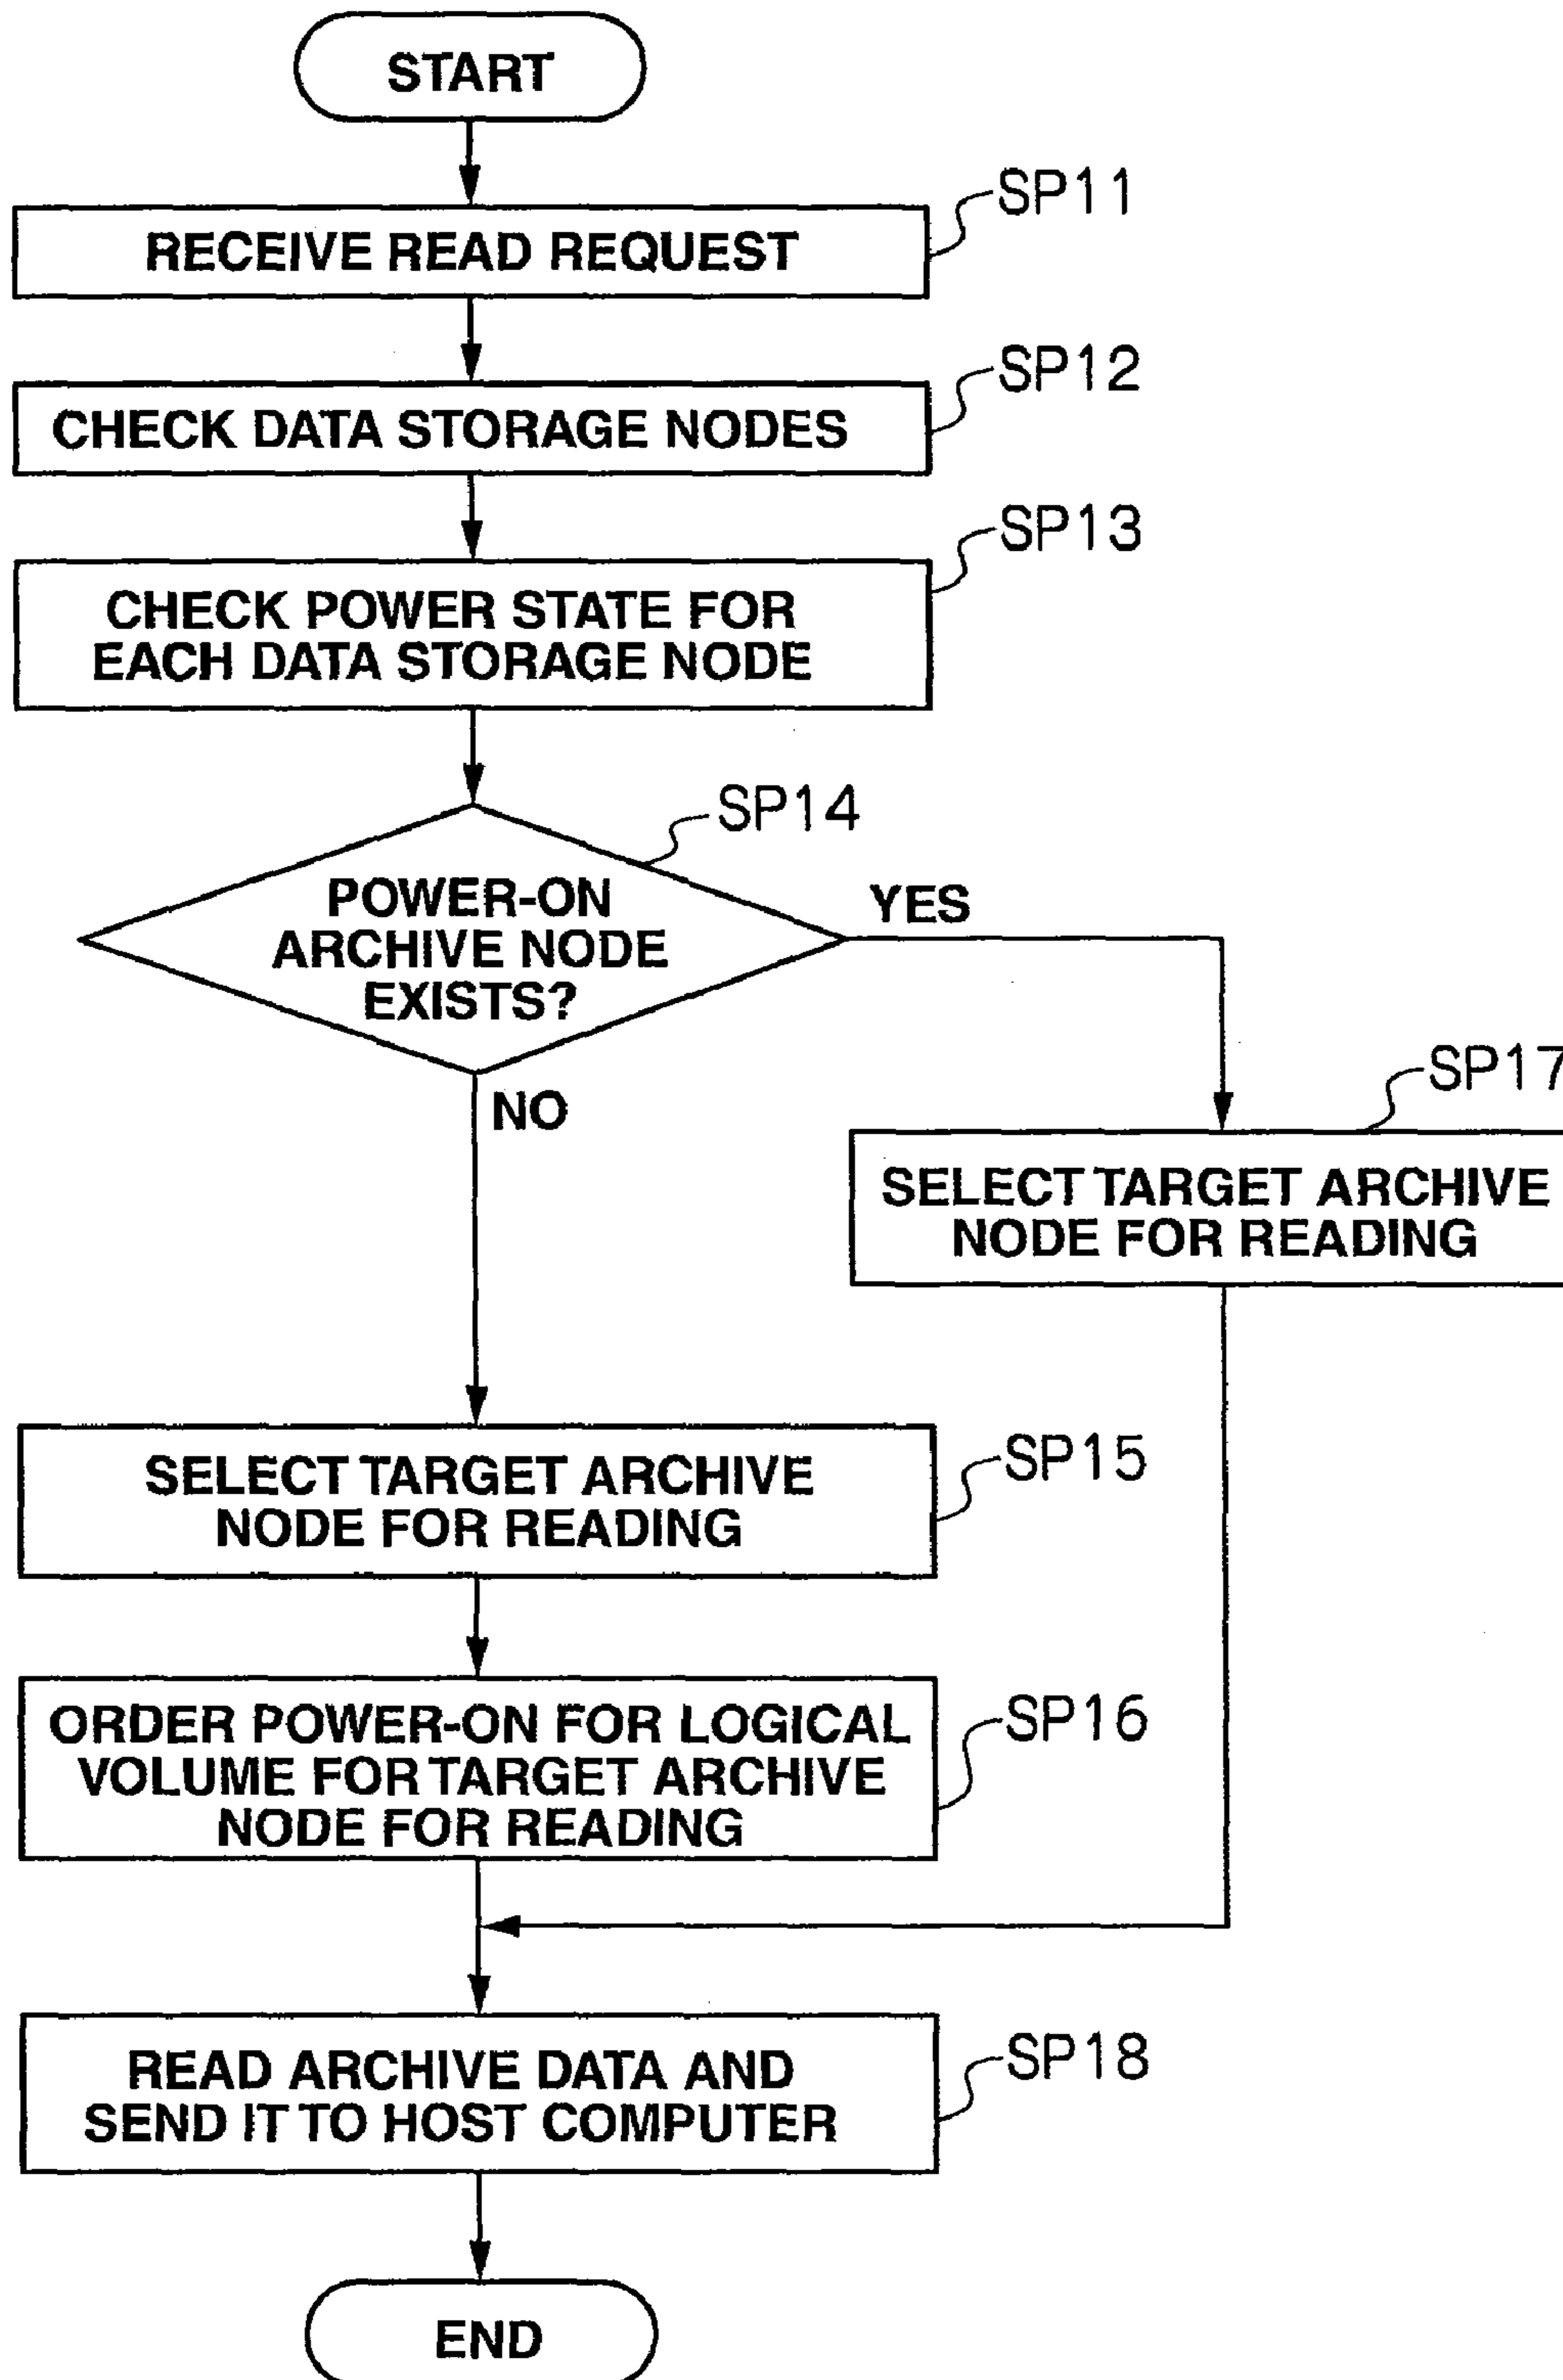 START
SP11
RECEIVE READ REQUEST
SP12
CHECK DATA STORAGE NODES
SP13
CHECK POWER STATE FOR
EACH DATA STORAGE NODE
SP14
POWER-ON
ARCHIVE NODE
EXISTS?
YES
NO
SP17
SELECT TARGET ARCHIVE
NODE FOR READING
SP15
SELECT TARGET ARCHIVE
NODE FOR READING
SP16
ORDER POWER-ON FOR LOGICAL
VOLUME FOR TARGET ARCHIVE
NODE FOR READING
SP18
READ ARCHIVE DATA AND
SEND IT TO HOST COMPUTER
END